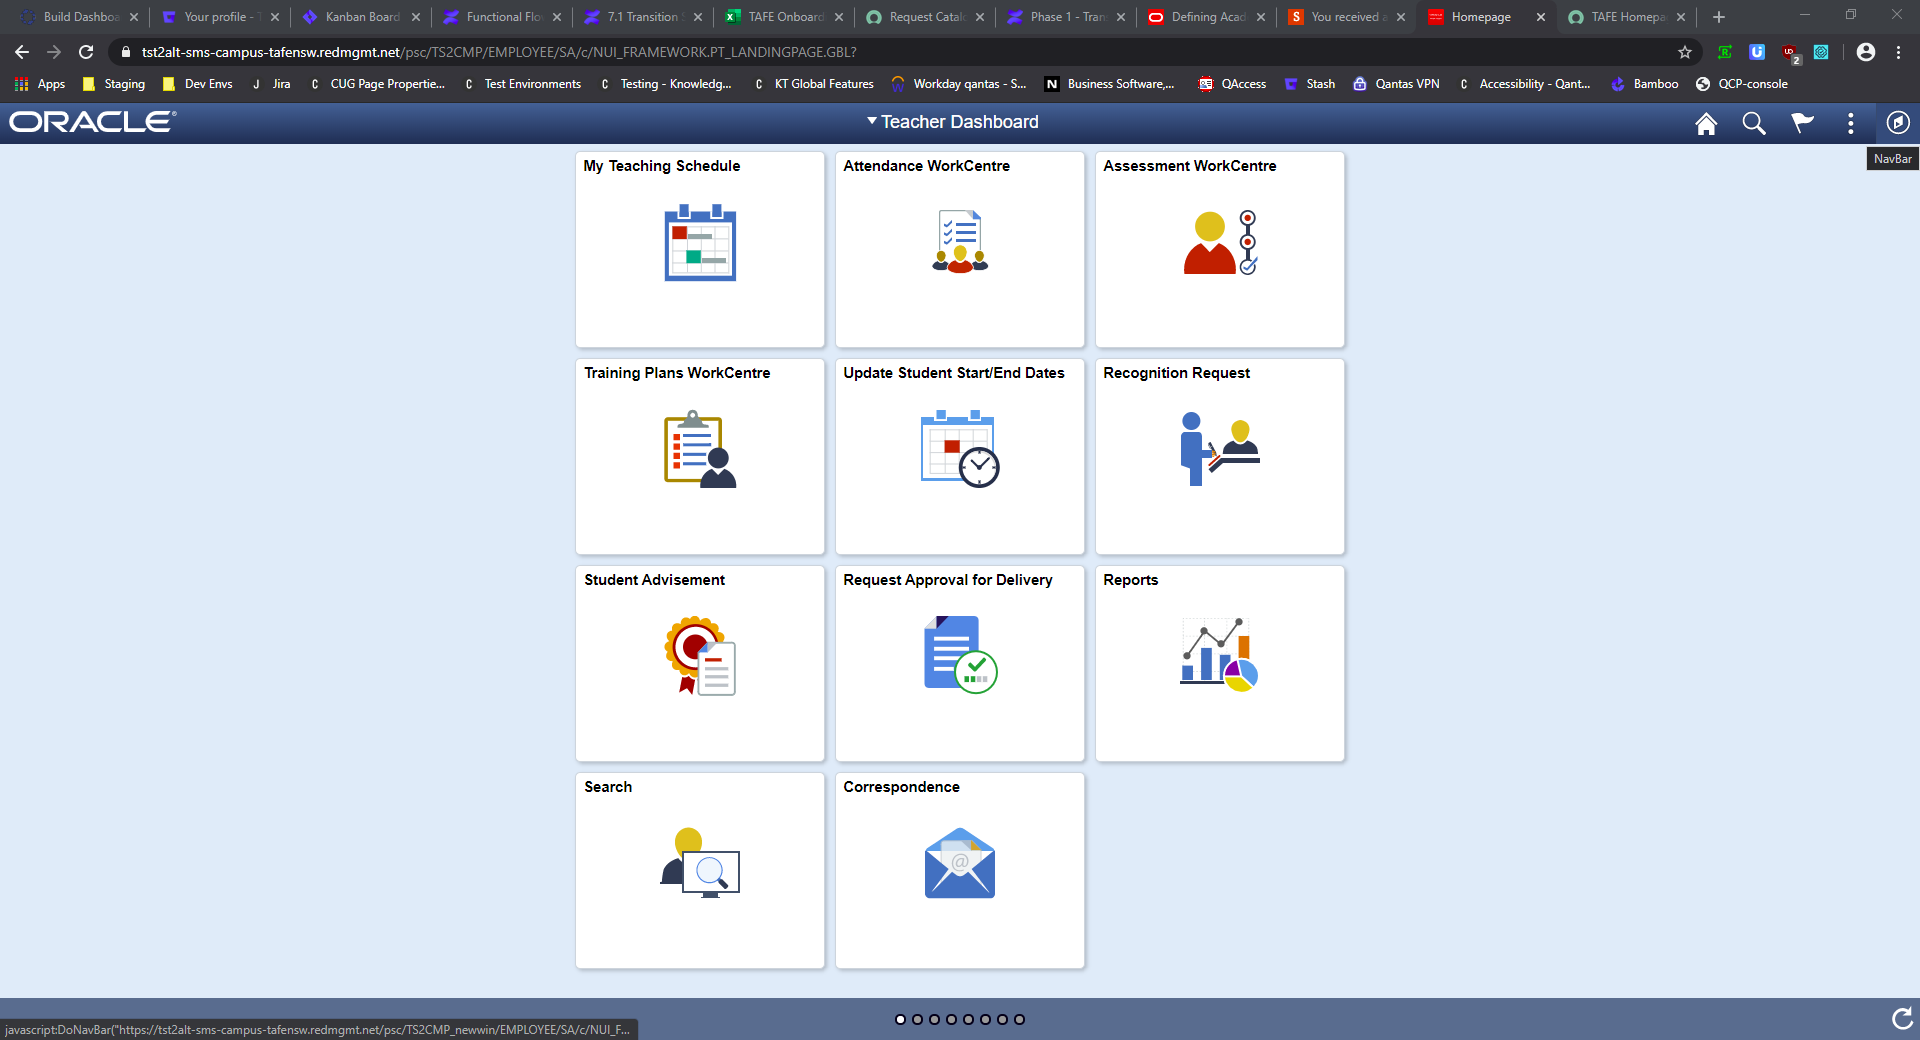 Build Dashboa
Your profile - T
Kanban Board
Functional Flo
7.1 Transition S
TAFE Onboard
Request Catalo
Phase 1 - Tran
Defining Acad
S
You received a
Homepage
TAFE Homepa
tst2alt-sms-campus-tafensw.redmgmt.net/psc/TS2CMP/EMPLOYEE/SA/c/NUI_FRAMEWORK.PT_LANDINGPAGE.GBL?
2
Apps
Staging
Dev Envs
J Jira
C CUG Page Propertie...
C Test Environments
C Testing - Knowledg...
C KT Global Features
Workday qantas - S...
N Business Software,...
QAccess
Stash
Qantas VPN
C Accessibility - Qant...
Bamboo
QCP-console
ORACLE®
Teacher Dashboard
NavBar
My Teaching Schedule
Attendance WorkCentre
Assessment WorkCentre
Training Plans WorkCentre
Update Student Start/End Dates
Recognition Request
Student Advisement
Request Approval for Delivery
Reports
Search
Correspondence
@
javascript:DoNavBar("https://tst2alt-sms-campus-tafensw.redmgmt.net/psc/TS2CMP_newwin/EMPLOYEE/SA/c/NUI_F...